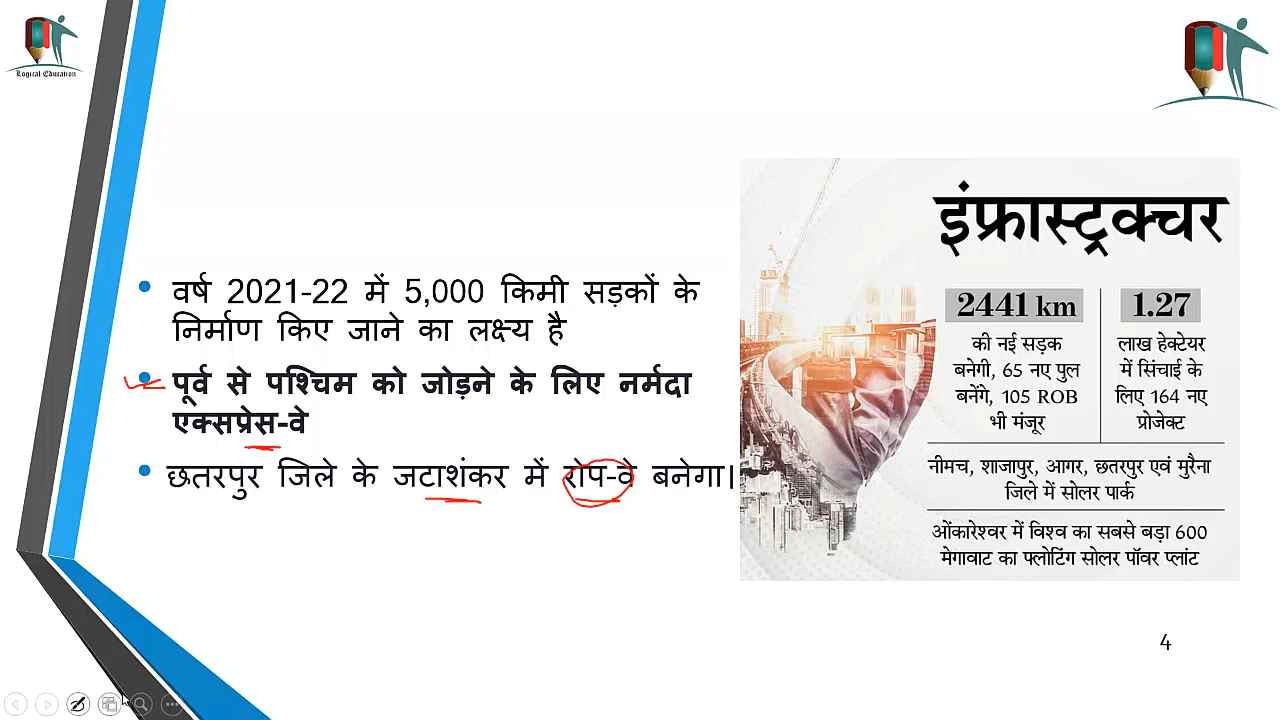 Logical Education
वर्ष 2021-22 में 5,000 किमी सड़कों के
निर्माण किए जाने का लक्ष्य है
पूर्व से पश्चिम को जोड़ने के लिए नर्मदा
एक्सप्रेस-वे
छतरपुर जिले के जटाशंकर में रोप-वे बनेगा।
इंफ्रास्ट्रक्चर
2441 km
की नई सड़क
बनेगी, 65 नए पुल
बनेंगे, 105 ROB
भी मंजूर
1.27
लाख हेक्टेयर
में सिंचाई के
लिए 164 नए
प्रोजेक्ट
नीमच, शाजापुर, आगर, छतरपुर एवं मुरैना
जिले में सोलर पार्क
ओंकारेश्वर में विश्व का सबसे बड़ा 600
मेगावाट का फ्लोटिंग सोलर पॉवर प्लांट
4